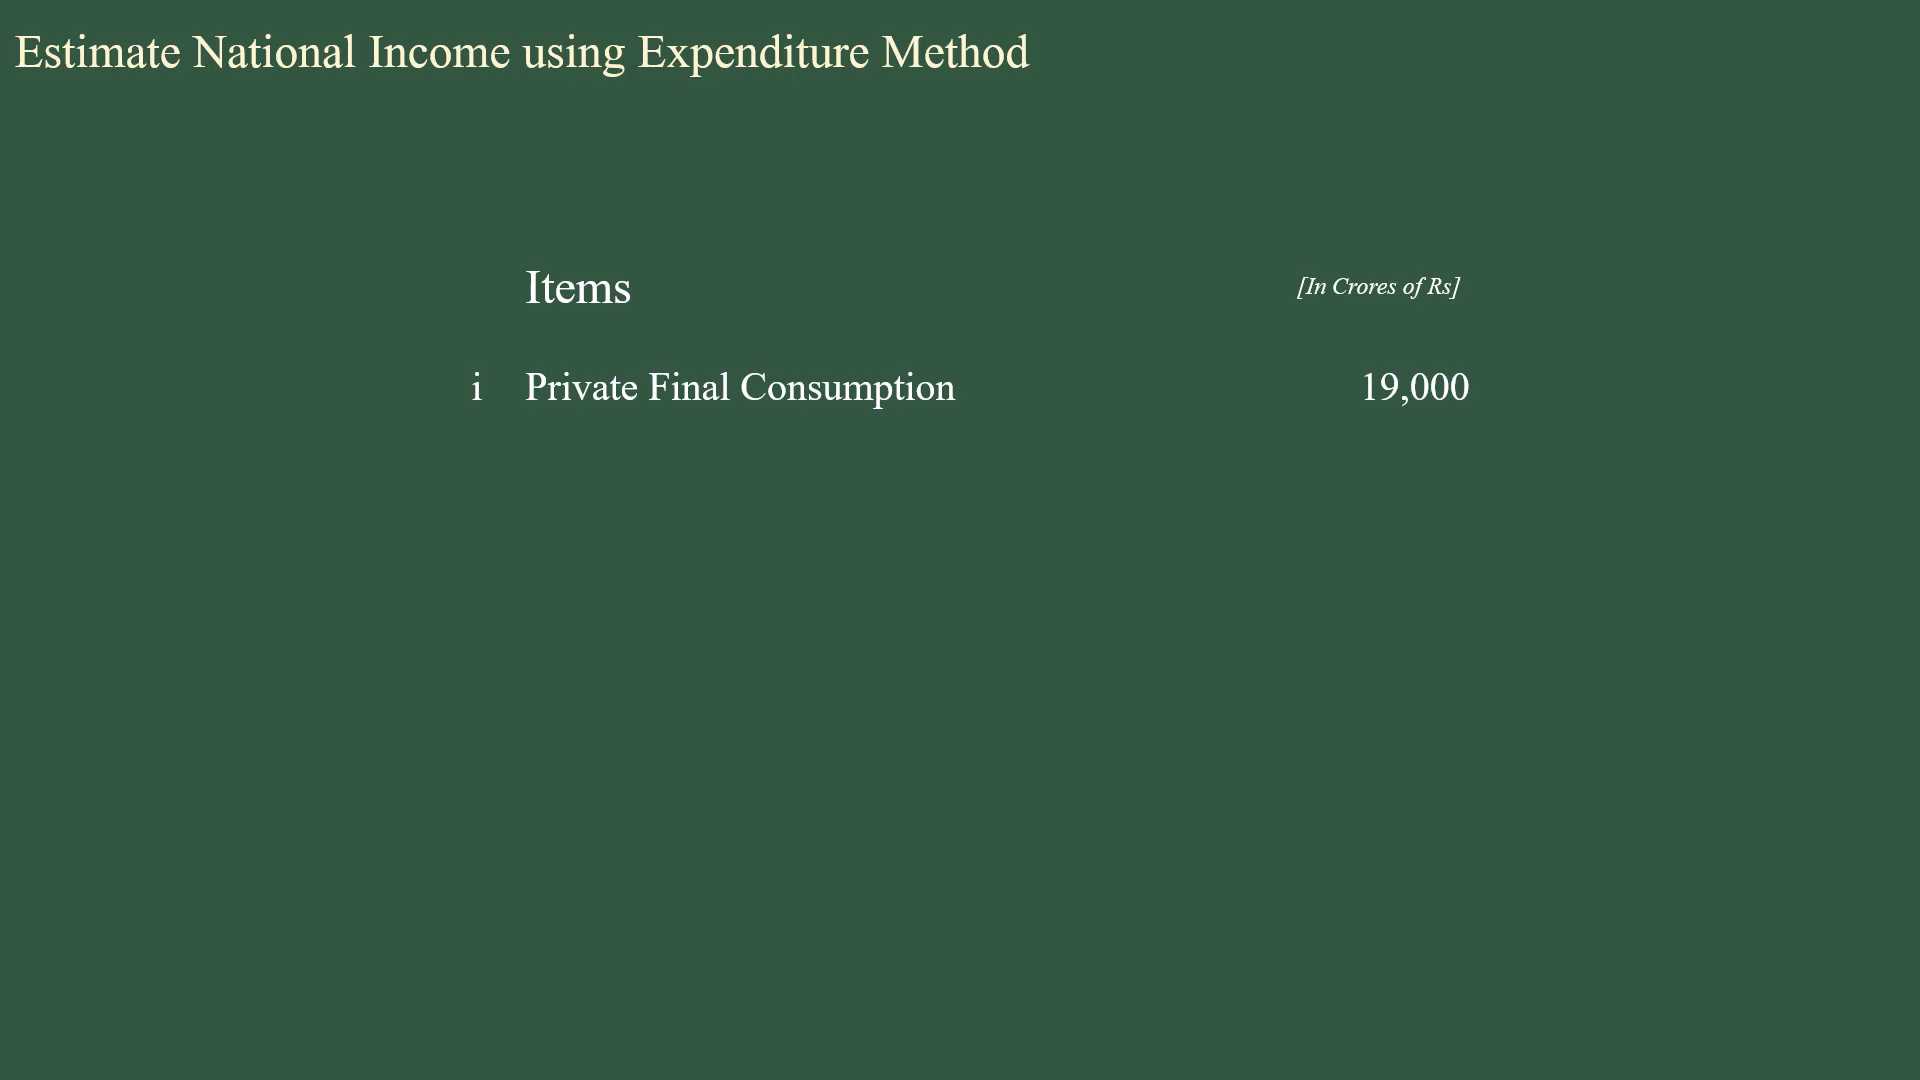 Estimate National Income using Expenditure Method
Items [In Crores of Rs]
i Private Final Consumption 19,000